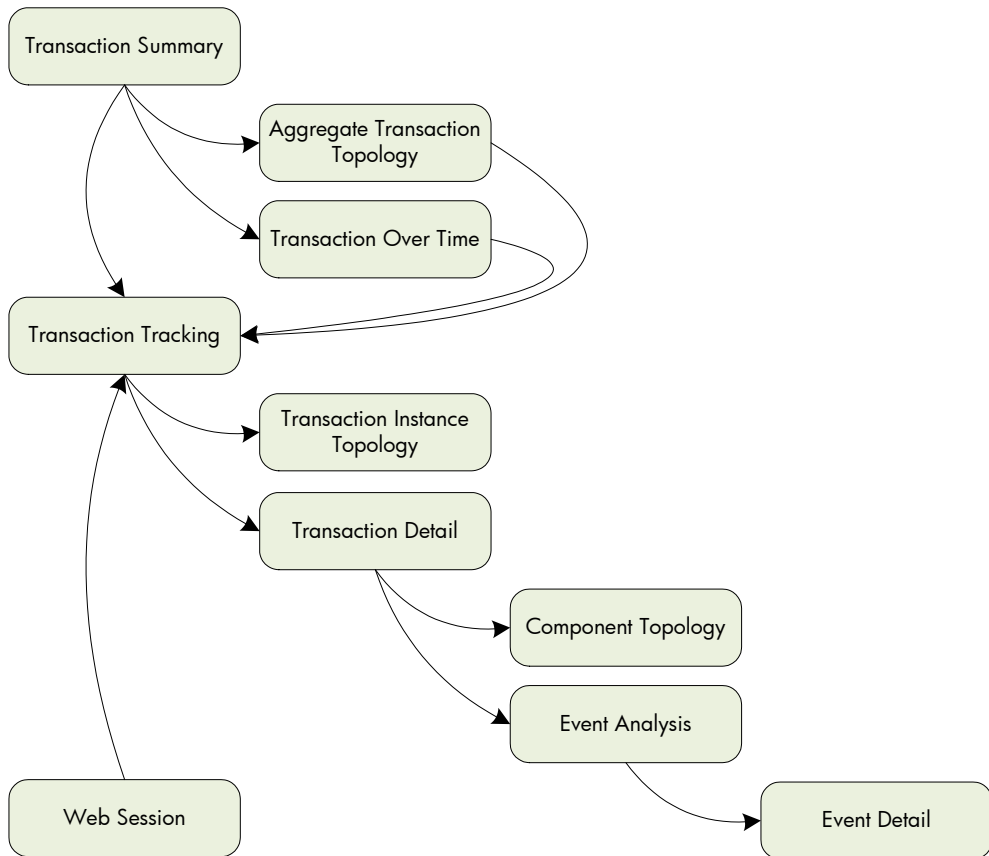 Transaction Summary
Aggregate Transaction
Topology
Transaction Over Time
Transaction Tracking
Transaction Instance
Topology
Transaction Detail
Component Topology
Event Analysis
Web Session
Event Detail